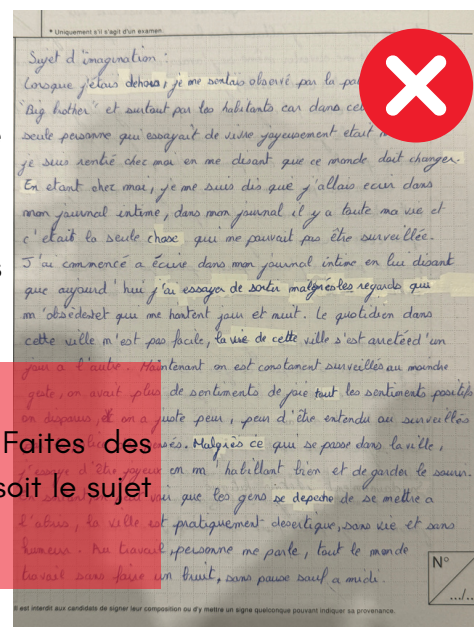 * Uniquement s'il s'agit d'un examen.
Sujet d'imagination :
Lorsque j'étais dehors, je me sentais observé par la
"Big brother" et surtout par les habitants car dans
seule personne qui essayait de vivre joyeusement etait
je suis rentré chez moi en me disant que ce monde doit changer.
En etant chez moi, je me suis dis que j'allais ecrir dans
mon journal intime, dans mon journal il y a toute ma vie et
c'etait la seule chose qui me pouvait pas être surveillée.
J'ai commencé a écrire dans mon journal intime en lui disant
que aujourd'hui j'ai essayer de sortir malgrés les regards qui
m'obsèdent et qui me hantent jour et nuit. Le quotidien dans
cette ville m'est pas facile, la vie de cette ville s'est arretéed'un
jour a l'autre. Maintenant on est constament surveillés au moindre
geste, on avait plus de sentiments de joie tout les sentiments positifs
on disparus, et on a juste peur, peur d'être entendu ou surveillés
Faites des
sés. Malgrés ce qui se passe dans la ville,
j'essaye d'être joyeux en m'habillant bien et de garder le sourir.
soit le sujet
voir que les gens se depeche de se mettre a
l'abris, la ville est pratiquement desertique, sans vie et sans
humeur. Au travail, personne me parle, tout le monde
travail sans faire un bruit, sans pause sauf a midi.
N°
.../...
Il est interdit aux candidats de signer leur composition ou d'y mettre un signe quelconque pouvant indiquer sa provenance.